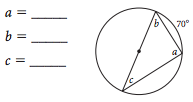 a = _____
b = _____
c = _____
b
70°
a
c